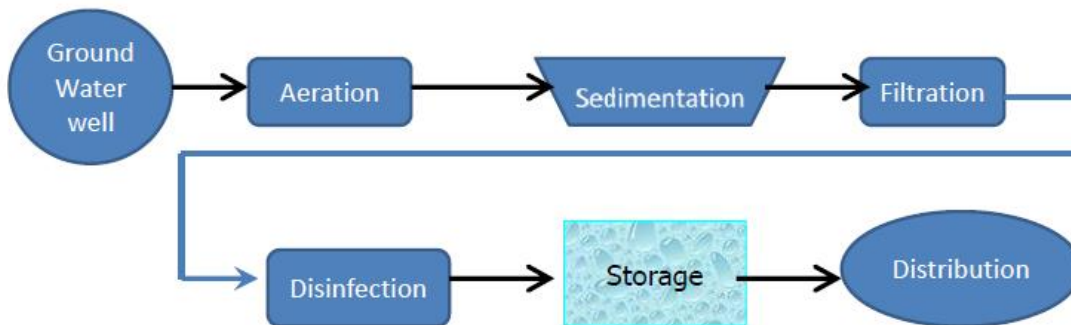 Ground
Water
well
Aeration
Sedimentation
Filtration
Disinfection
Storage
Distribution